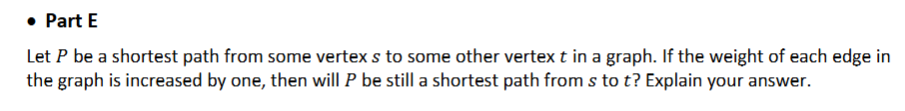 • Part E
Let P be a shortest path from some vertex s to some other vertex t in a graph. If the weight of each edge in
the graph is increased by one, then will P be still a shortest path from s to t? Explain your answer.